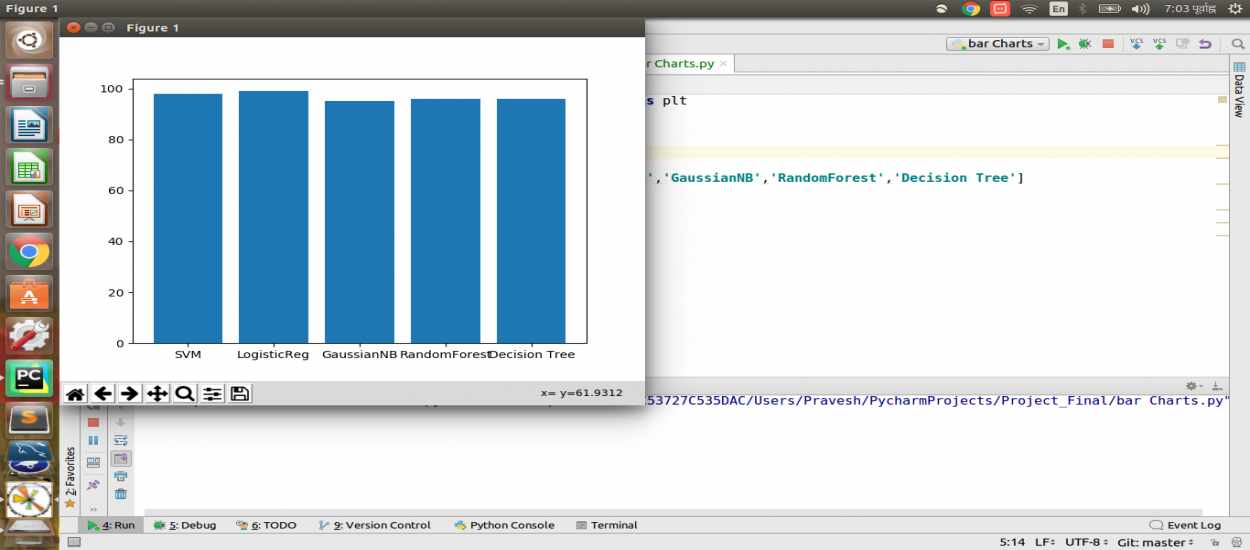 Figure 1
En
7:03 पूर्वाह्न
Figure 1
bar Charts
VCS
VCS
r Charts.py
s plt
','GaussianNB','RandomForest','Decision Tree']
100
80
60
40
20
0
SVM LogisticReg GaussianNB RandomForest Decision Tree
x= y=61.9312
Data View
PC
53727C535DAC/Users/Pravesh/PycharmProjects/Project_Final/bar Charts.py"
2: Favorites
4: Run 5: Debug 6: TODO 9: Version Control Python Console Terminal Event Log
5:14 LF÷ UTF-8 Git: master